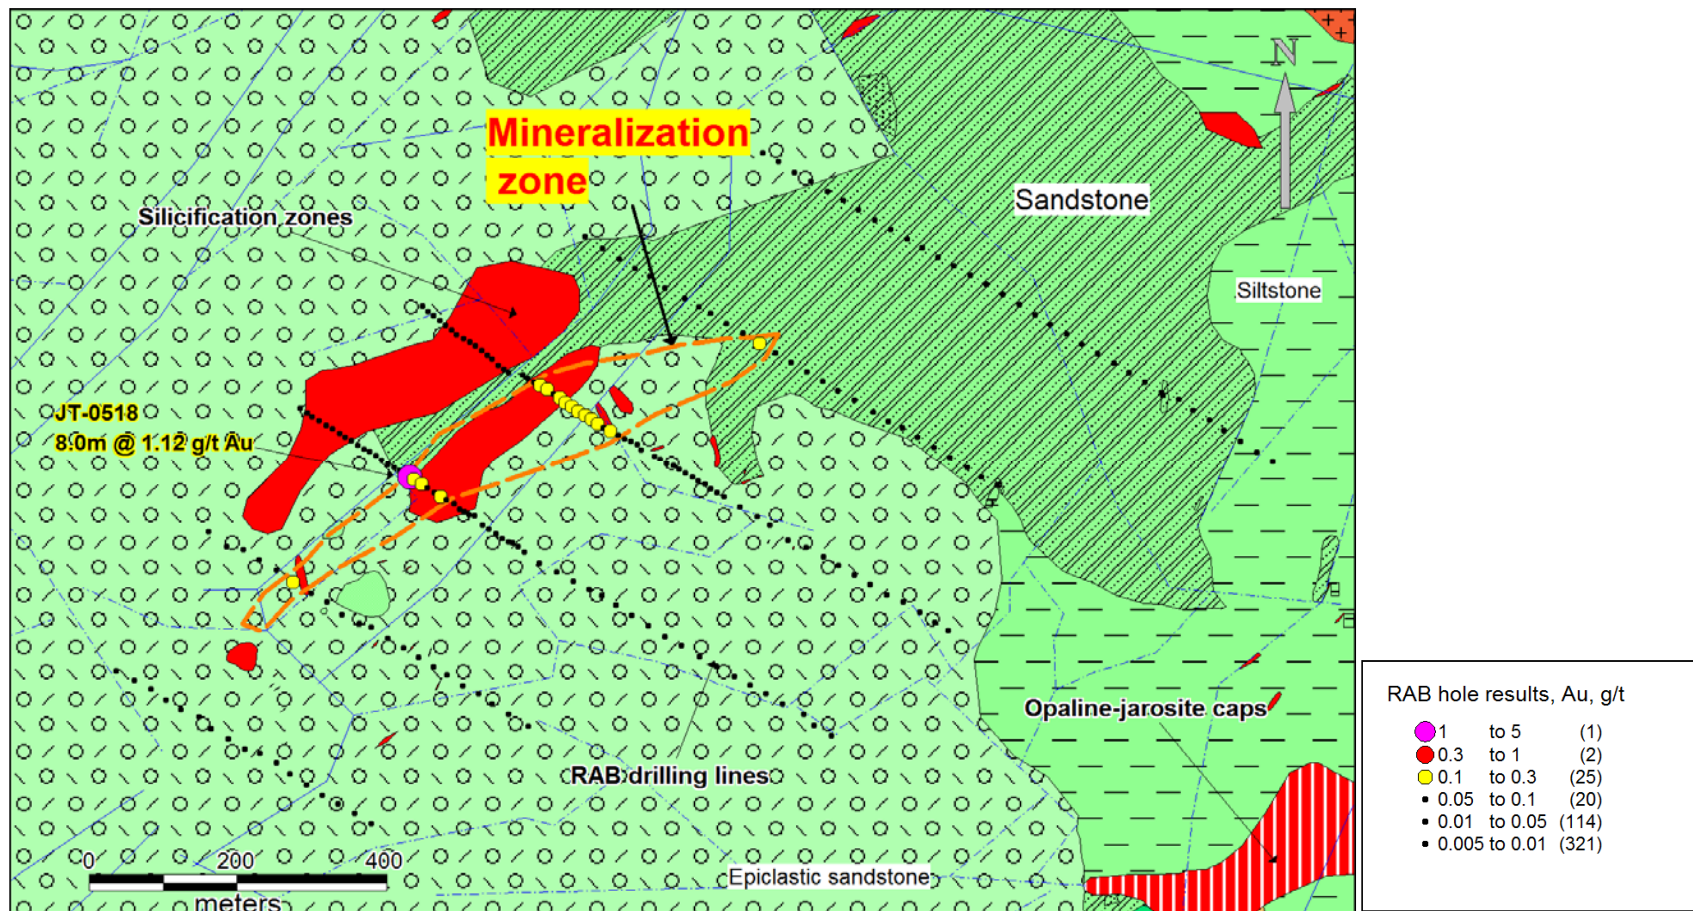 N
Mineralization
zone
Sandstone
Silicification zones
Siltstone
JT-0518
8.0m @ 1.12 g/t Au
Opaline-jarosite caps
RAB drilling lines
Epiclastic sandstone
0 200 400
meters
RAB hole results, Au, g/t
1 to 5 (1)
0.3 to 1 (2)
0.1 to 0.3 (25)
0.05 to 0.1 (20)
0.01 to 0.05 (114)
0.005 to 0.01 (321)